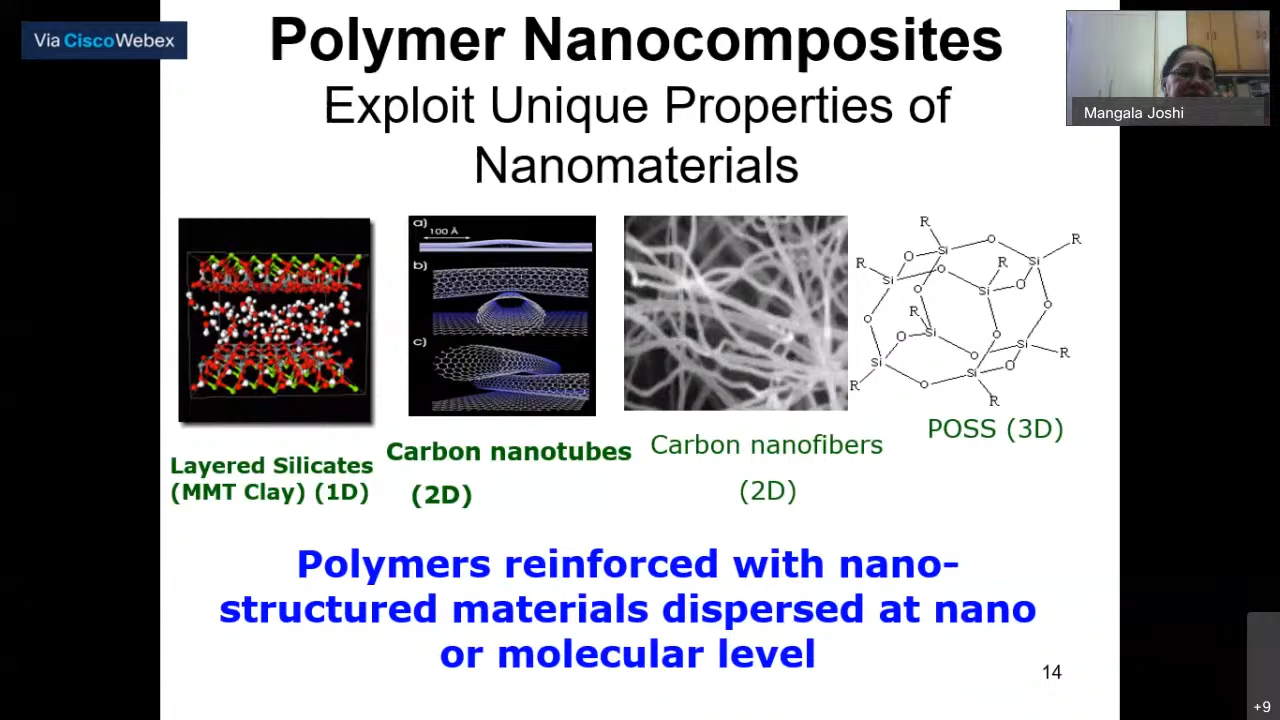 Via CiscoWebex
Polymer Nanocomposites
Exploit Unique Properties of
Nanomaterials
Mangala Joshi
a)
100 Å
b)
c)
R
R
R
R
R
R
R
R
Si
Si
Si
Si
Si
Si
Si
Si
O
O
O
O
O
O
O
O
O
O
O
O
Layered Silicates
(MMT Clay) (1D)
Carbon nanotubes
(2D)
Carbon nanofibers
(2D)
POSS (3D)
Polymers reinforced with nano-
structured materials dispersed at nano
or molecular level
14
+9